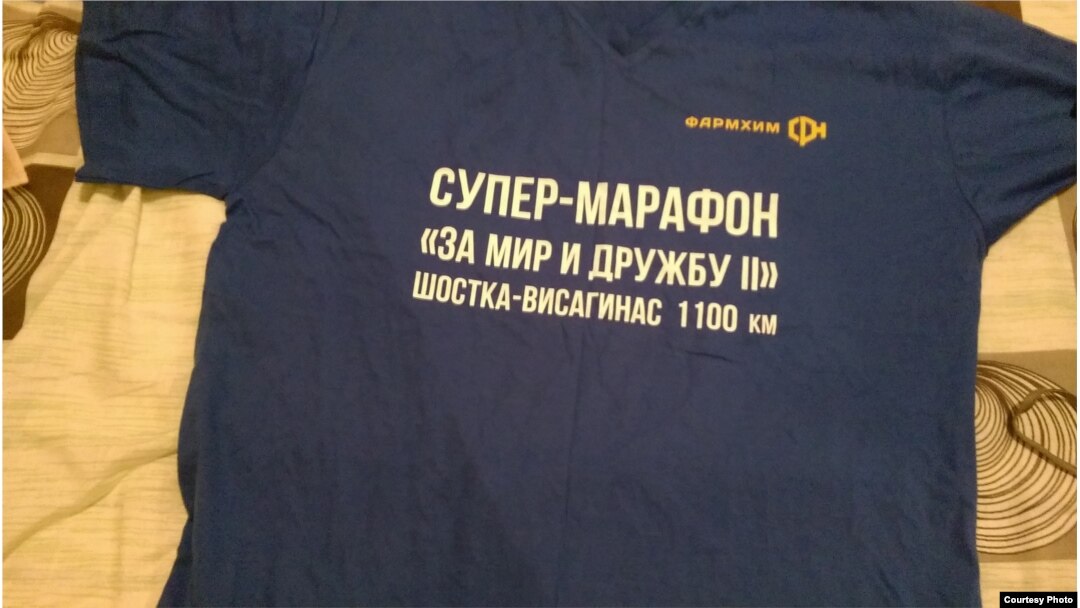 ФАРМХИМ
СУПЕР-МАРАФОН
«ЗА МИР И ДРУЖБУ II»
ШОСТКА-ВИСАГИНАС 1100 КМ
Courtesy Photo